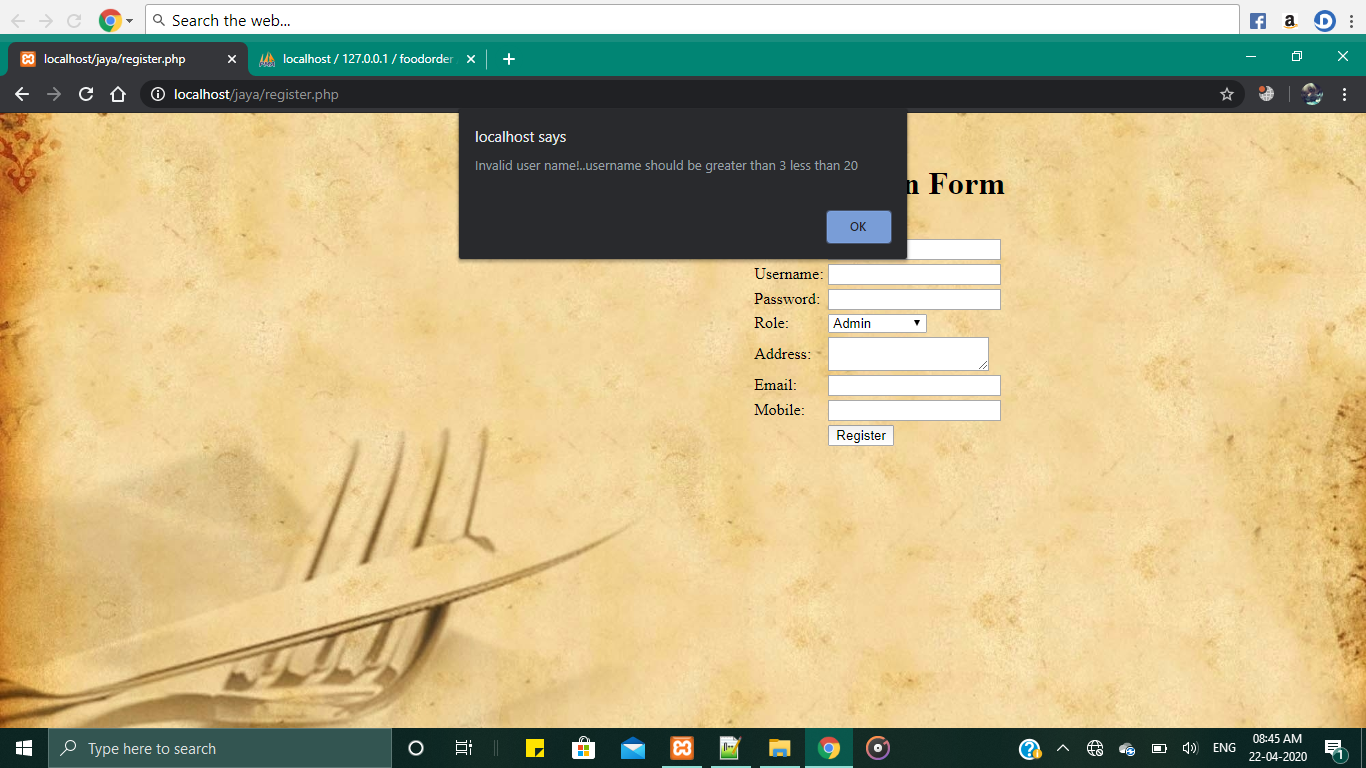 Search the web...
localhost/jaya/register.php
localhost / 127.0.0.1 / foodorder
localhost/jaya/register.php
localhost says
Invalid user name!..username should be greater than 3 less than 20
OK
n Form
Username:
Password:
Role:
Admin
Address:
Email:
Mobile:
Register
Type here to search
ENG
08:45 AM
22-04-2020
1